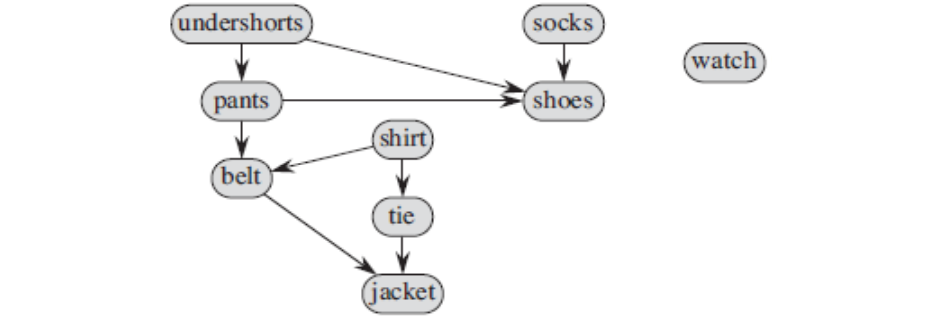 undershorts
socks
watch
pants
shoes
shirt
belt
tie
jacket